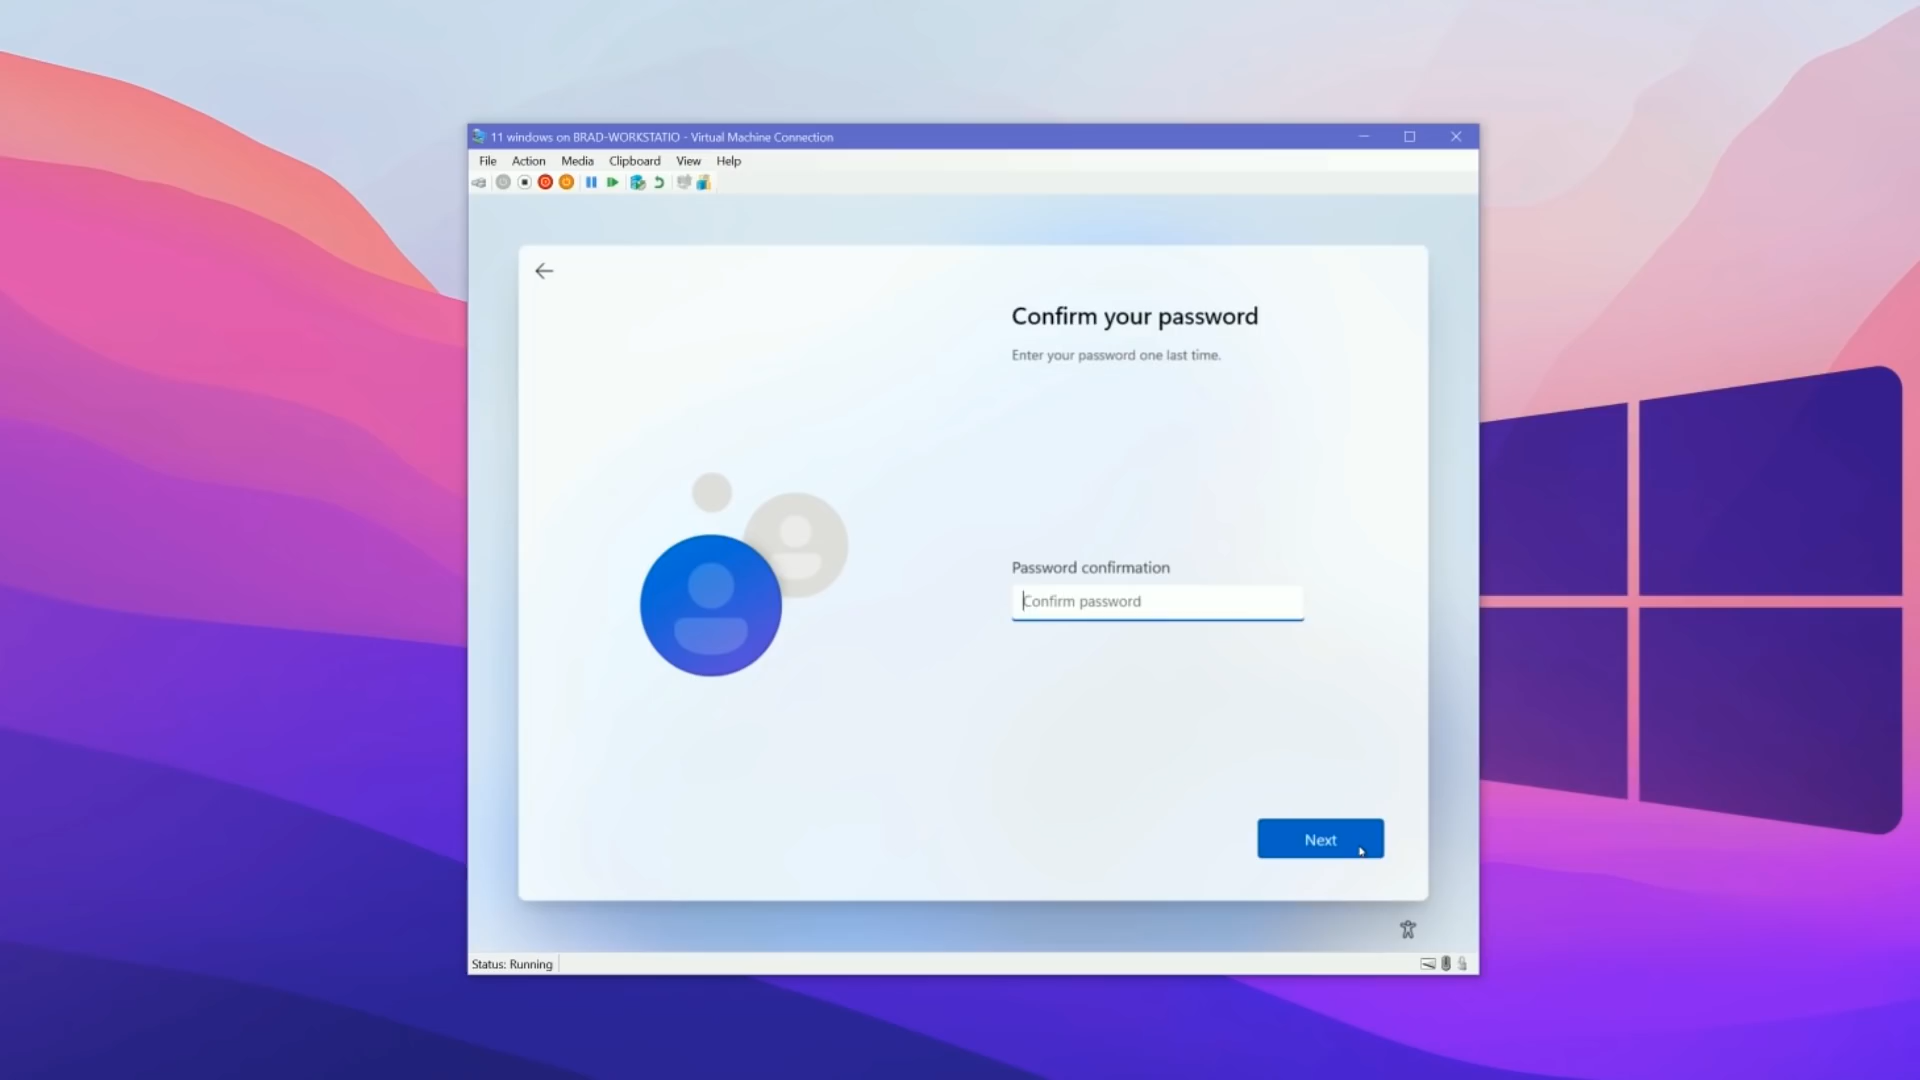 11 windows on BRAD-WORKSTATIO - Virtual Machine Connection
File Action Media Clipboard View Help
Confirm your password
Enter your password one last time.
Password confirmation
Confirm password
Next
Status: Running